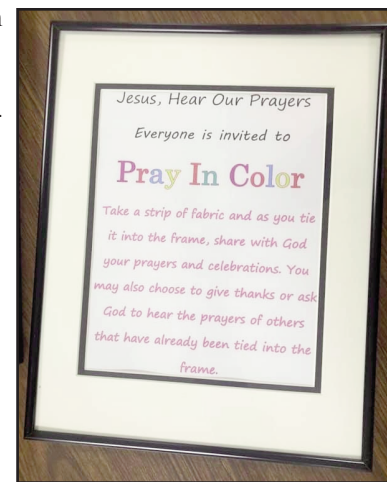 Jesus, Hear Our Prayers
Everyone is invited to
Pray In Color
Take a strip of fabric and as you tie
it into the frame, share with God
your prayers and celebrations. You
may also choose to give thanks or ask
God to hear the prayers of others
that have already been tied into the
frame.